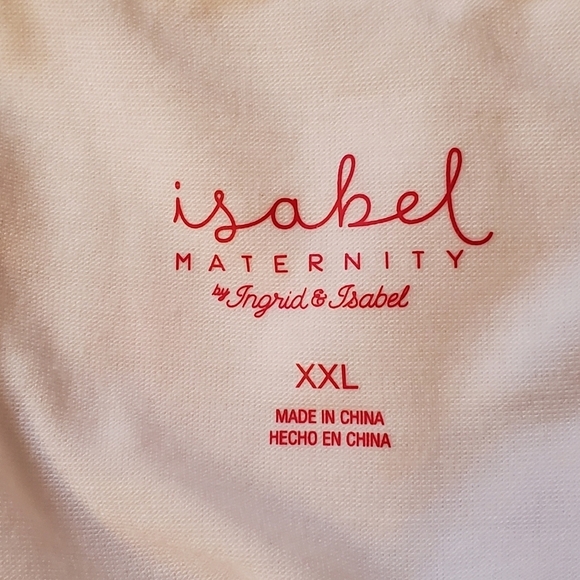 isabel
MATERNITY
by Ingrid & Isabel
XXL
MADE IN CHINA
HECHO EN CHINA